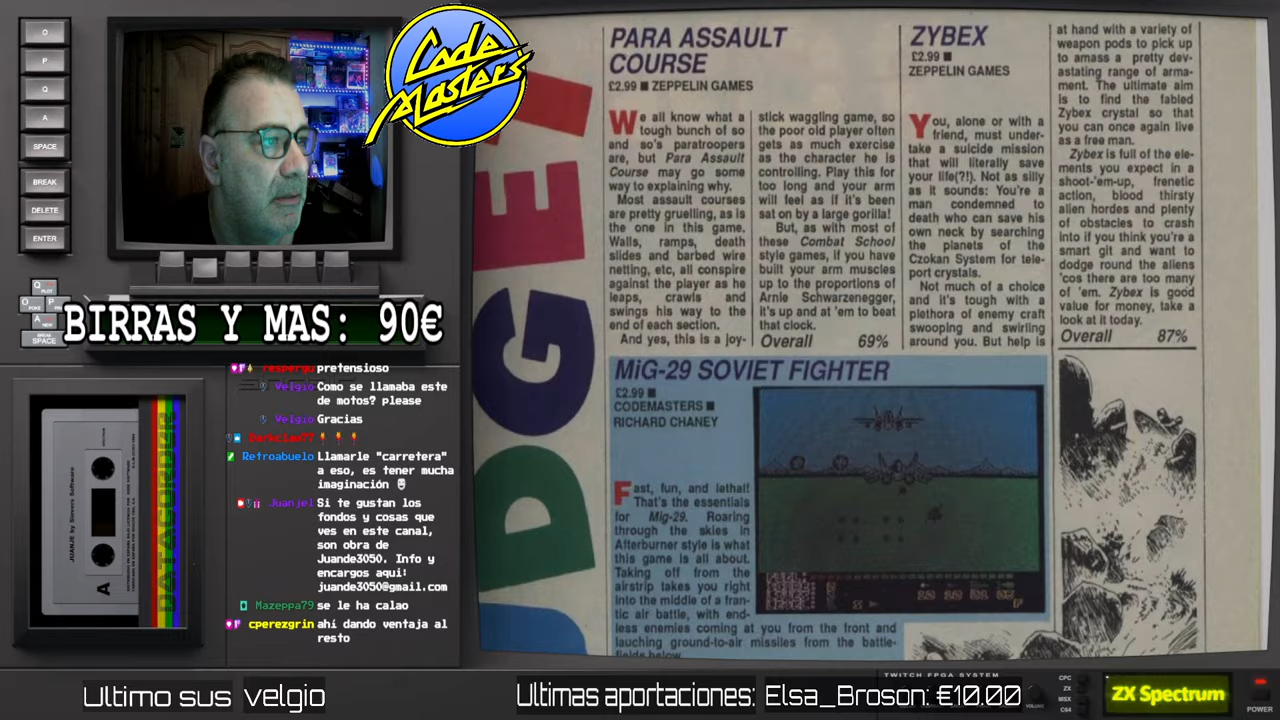 O
P
Q
A
SPACE
BREAK
DELETE
ENTER
Code
Masters
BIRRAS Y MAS: 90€
pretensioso
Velgio Como se llamaba este
de motos? please
Velgio Gracias
Darkclaw77
Retroabuelo Llamarle "carretera"
a eso, es tener mucha
imaginación
Juanje1 Si te gustan los
fondos y cosas que
ves en este canal,
son obra de
Juande3050. Info y
encargos aqui:
juande3050@gmail.com
Mazeppa79 se le ha calao
cperezgrin ahí dando ventaja al
resto
A
DGET
PARA ASSAULT
COURSE
£2.99 ■ ZEPPELIN GAMES
We all know what a
tough bunch of so
and so's paratroopers
are, but Para Assault
Course may go some
way to explaining why.
Most assault courses
are pretty gruelling, as is
the one in this game.
Walls, ramps, death
slides and barbed wire
netting, etc, all conspire
against the player as he
leaps, crawls and
swings his way to the
end of each section.
And yes, this is a joy-
stick waggling game, so
the poor old player often
gets as much exercise
as the character he is
controlling. Play this for
too long and your arm
will feel as if it's been
sat on by a large gorilla!
But, as with most of
these Combat School
style games, if you have
built your arm muscles
up to the proportions of
Arnie Schwarzenegger,
it's up and at 'em to beat
that clock.
Overall 69%
ZYBEX
£2.99 ■
ZEPPELIN GAMES
You, alone or with a
friend, must under-
take a suicide mission
that will literally save
your life(?!). Not as silly
as it sounds: You're a
man condemned to
death who can save his
own neck by searching
the planets of the
Czokan System for tele-
port crystals.
Not much of a choice
and it's tough with a
plethora of enemy craft
swooping and swirling
around you. But help is
at hand with a variety of
weapon pods to pick up
to amass a pretty dev-
astating range of arma-
ment. The ultimate aim
is to find the fabled
Zybex crystal so that
you can once again live
as a free man.
Zybex is full of the ele-
ments you expect in a
shoot-'em-up, frenetic
action, blood thirsty
alien hordes and plenty
of obstacles to crash
into if you think you're a
smart git and want to
dodge round the aliens
'cos there are too many
of 'em. Zybex is good
value for money, take a
look at it today.
Overall 87%
MiG-29 SOVIET FIGHTER
£2.99 ■
CODEMASTERS ■
RICHARD CHANEY
Fast, fun, and lethal!
That's the essentials
for Mig-29. Roaring
through the skies in
Afterburner style is what
this game is all about.
Taking off from the
airstrip takes you right
into the middle of a fran-
tic air battle, with end-
less enemies coming at you from the front and
lauching ground-to-air missiles from the battle-
fields below.
Ultimo sus velgio
Ultimas aportaciones: Elsa_Broson: €10.00
TWITCH FPGA SYSTEM
VOLUME
CPC
ZX
MSX
C64
ZX Spectrum
POWER